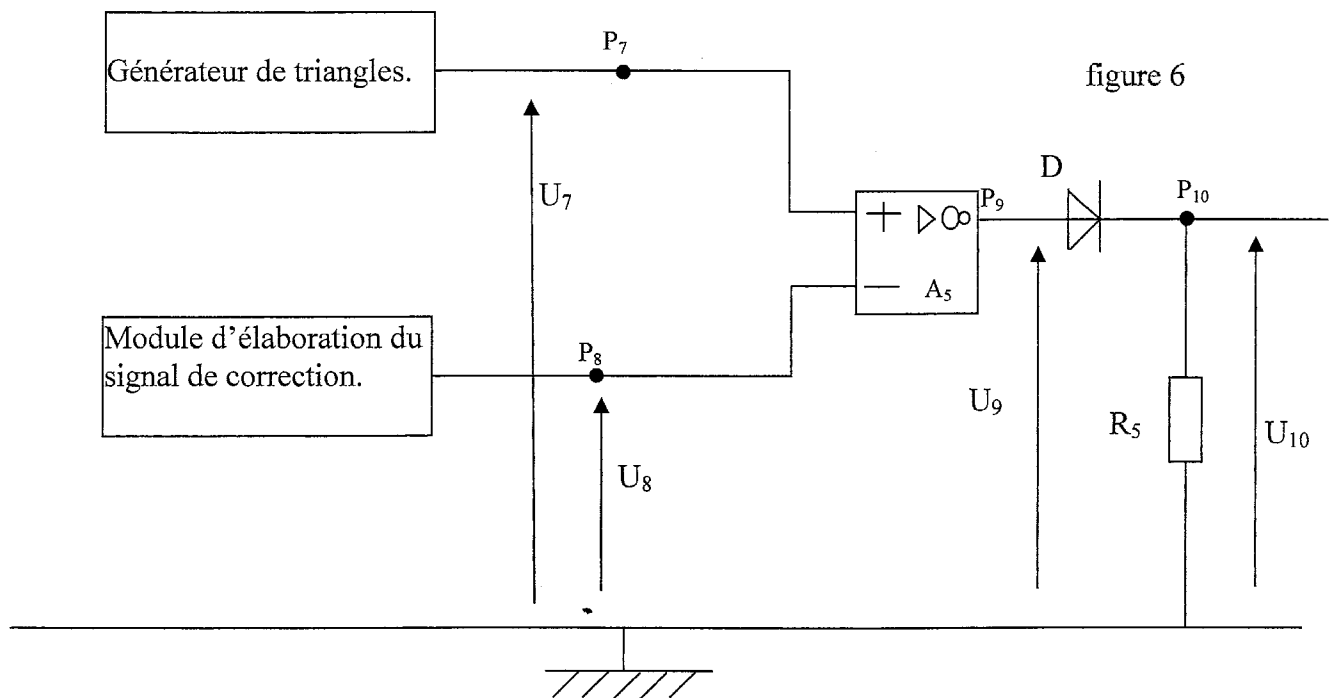 Générateur de triangles.
P₇
figure 6
U₇
D
P₉
P₁₀
+ ▷ ∞
− A₅
Module d'élaboration du
signal de correction.
P₈
U₈
U₉
R₅
U₁₀